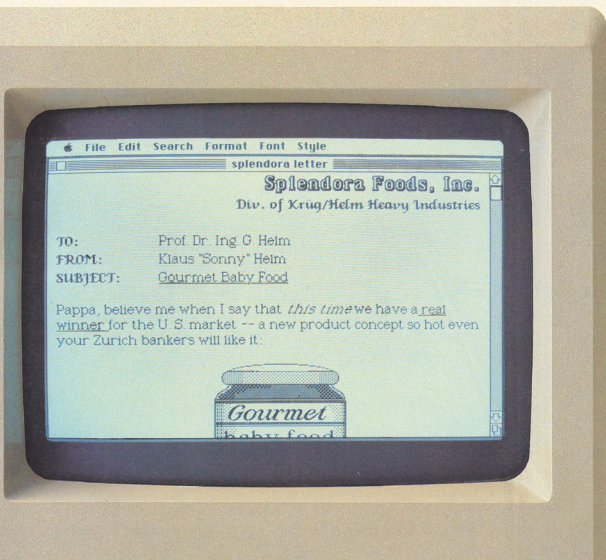 File Edit Search Format Font Style
splendora letter
Splendora Foods, Inc.
Div. of Krüg/Helm Heavy Industries
TO: Prof. Dr. Ing. G. Helm
FROM: Klaus "Sonny" Helm
SUBJECT: Gourmet Baby Food
Pappa, believe me when I say that this time we have a real
winner for the U.S. market -- a new product concept so hot even
your Zurich bankers will like it:
Gourmet
baby food